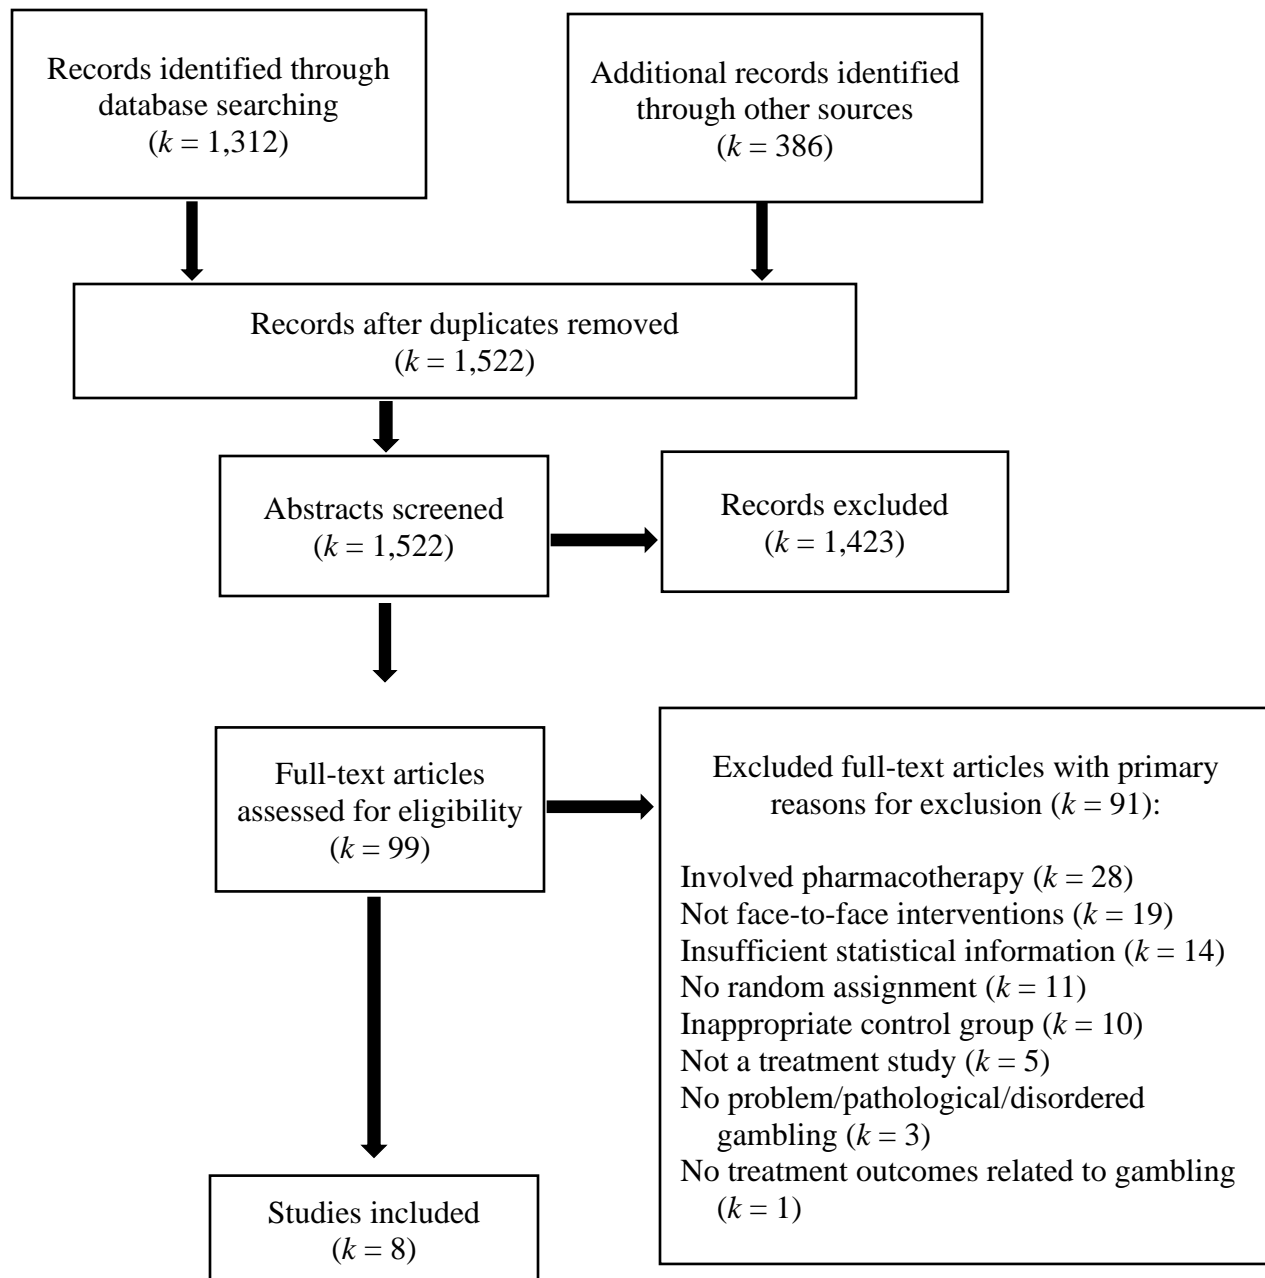 Records identified through
database searching
(k = 1,312)
Additional records identified
through other sources
(k = 386)
Records after duplicates removed
(k = 1,522)
Abstracts screened
(k = 1,522)
Records excluded
(k = 1,423)
Full-text articles
assessed for eligibility
(k = 99)
Excluded full-text articles with primary
reasons for exclusion (k = 91):
Involved pharmacotherapy (k = 28)
Not face-to-face interventions (k = 19)
Insufficient statistical information (k = 14)
No random assignment (k = 11)
Inappropriate control group (k = 10)
Not a treatment study (k = 5)
No problem/pathological/disordered
gambling (k = 3)
No treatment outcomes related to gambling
(k = 1)
Studies included
(k = 8)